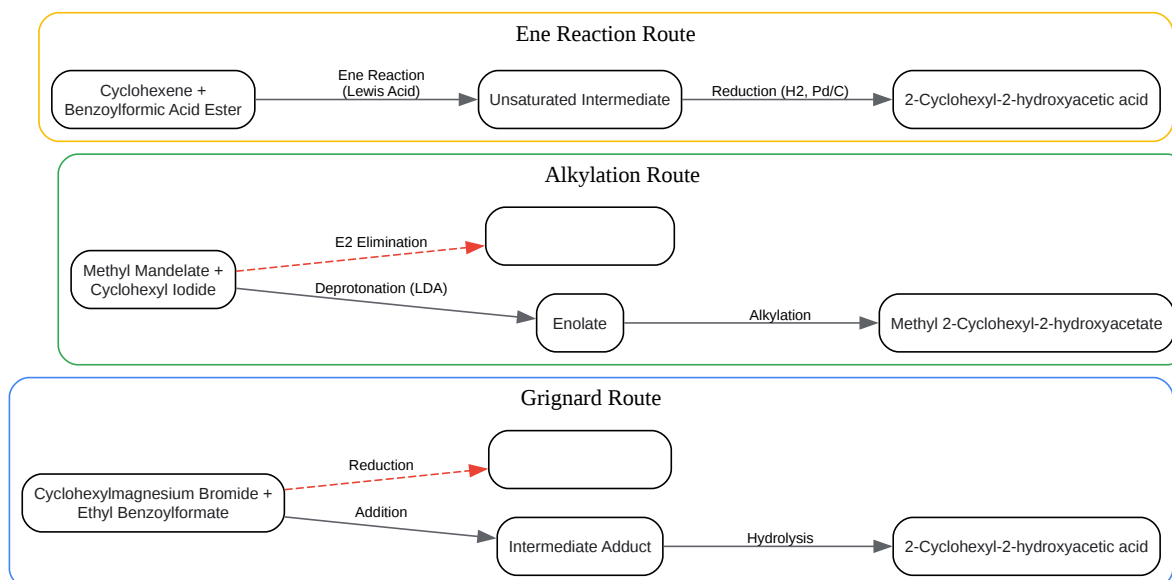 Ene Reaction Route
Cyclohexene +
Benzoylformic Acid Ester
Ene Reaction
(Lewis Acid)
Unsaturated Intermediate
Reduction (H2, Pd/C)
2-Cyclohexyl-2-hydroxyacetic acid
Alkylation Route
Methyl Mandelate +
Cyclohexyl Iodide
E2 Elimination
Deprotonation (LDA)
Enolate
Alkylation
Methyl 2-Cyclohexyl-2-hydroxyacetate
Grignard Route
Cyclohexylmagnesium Bromide +
Ethyl Benzoylformate
Reduction
Addition
Intermediate Adduct
Hydrolysis
2-Cyclohexyl-2-hydroxyacetic acid